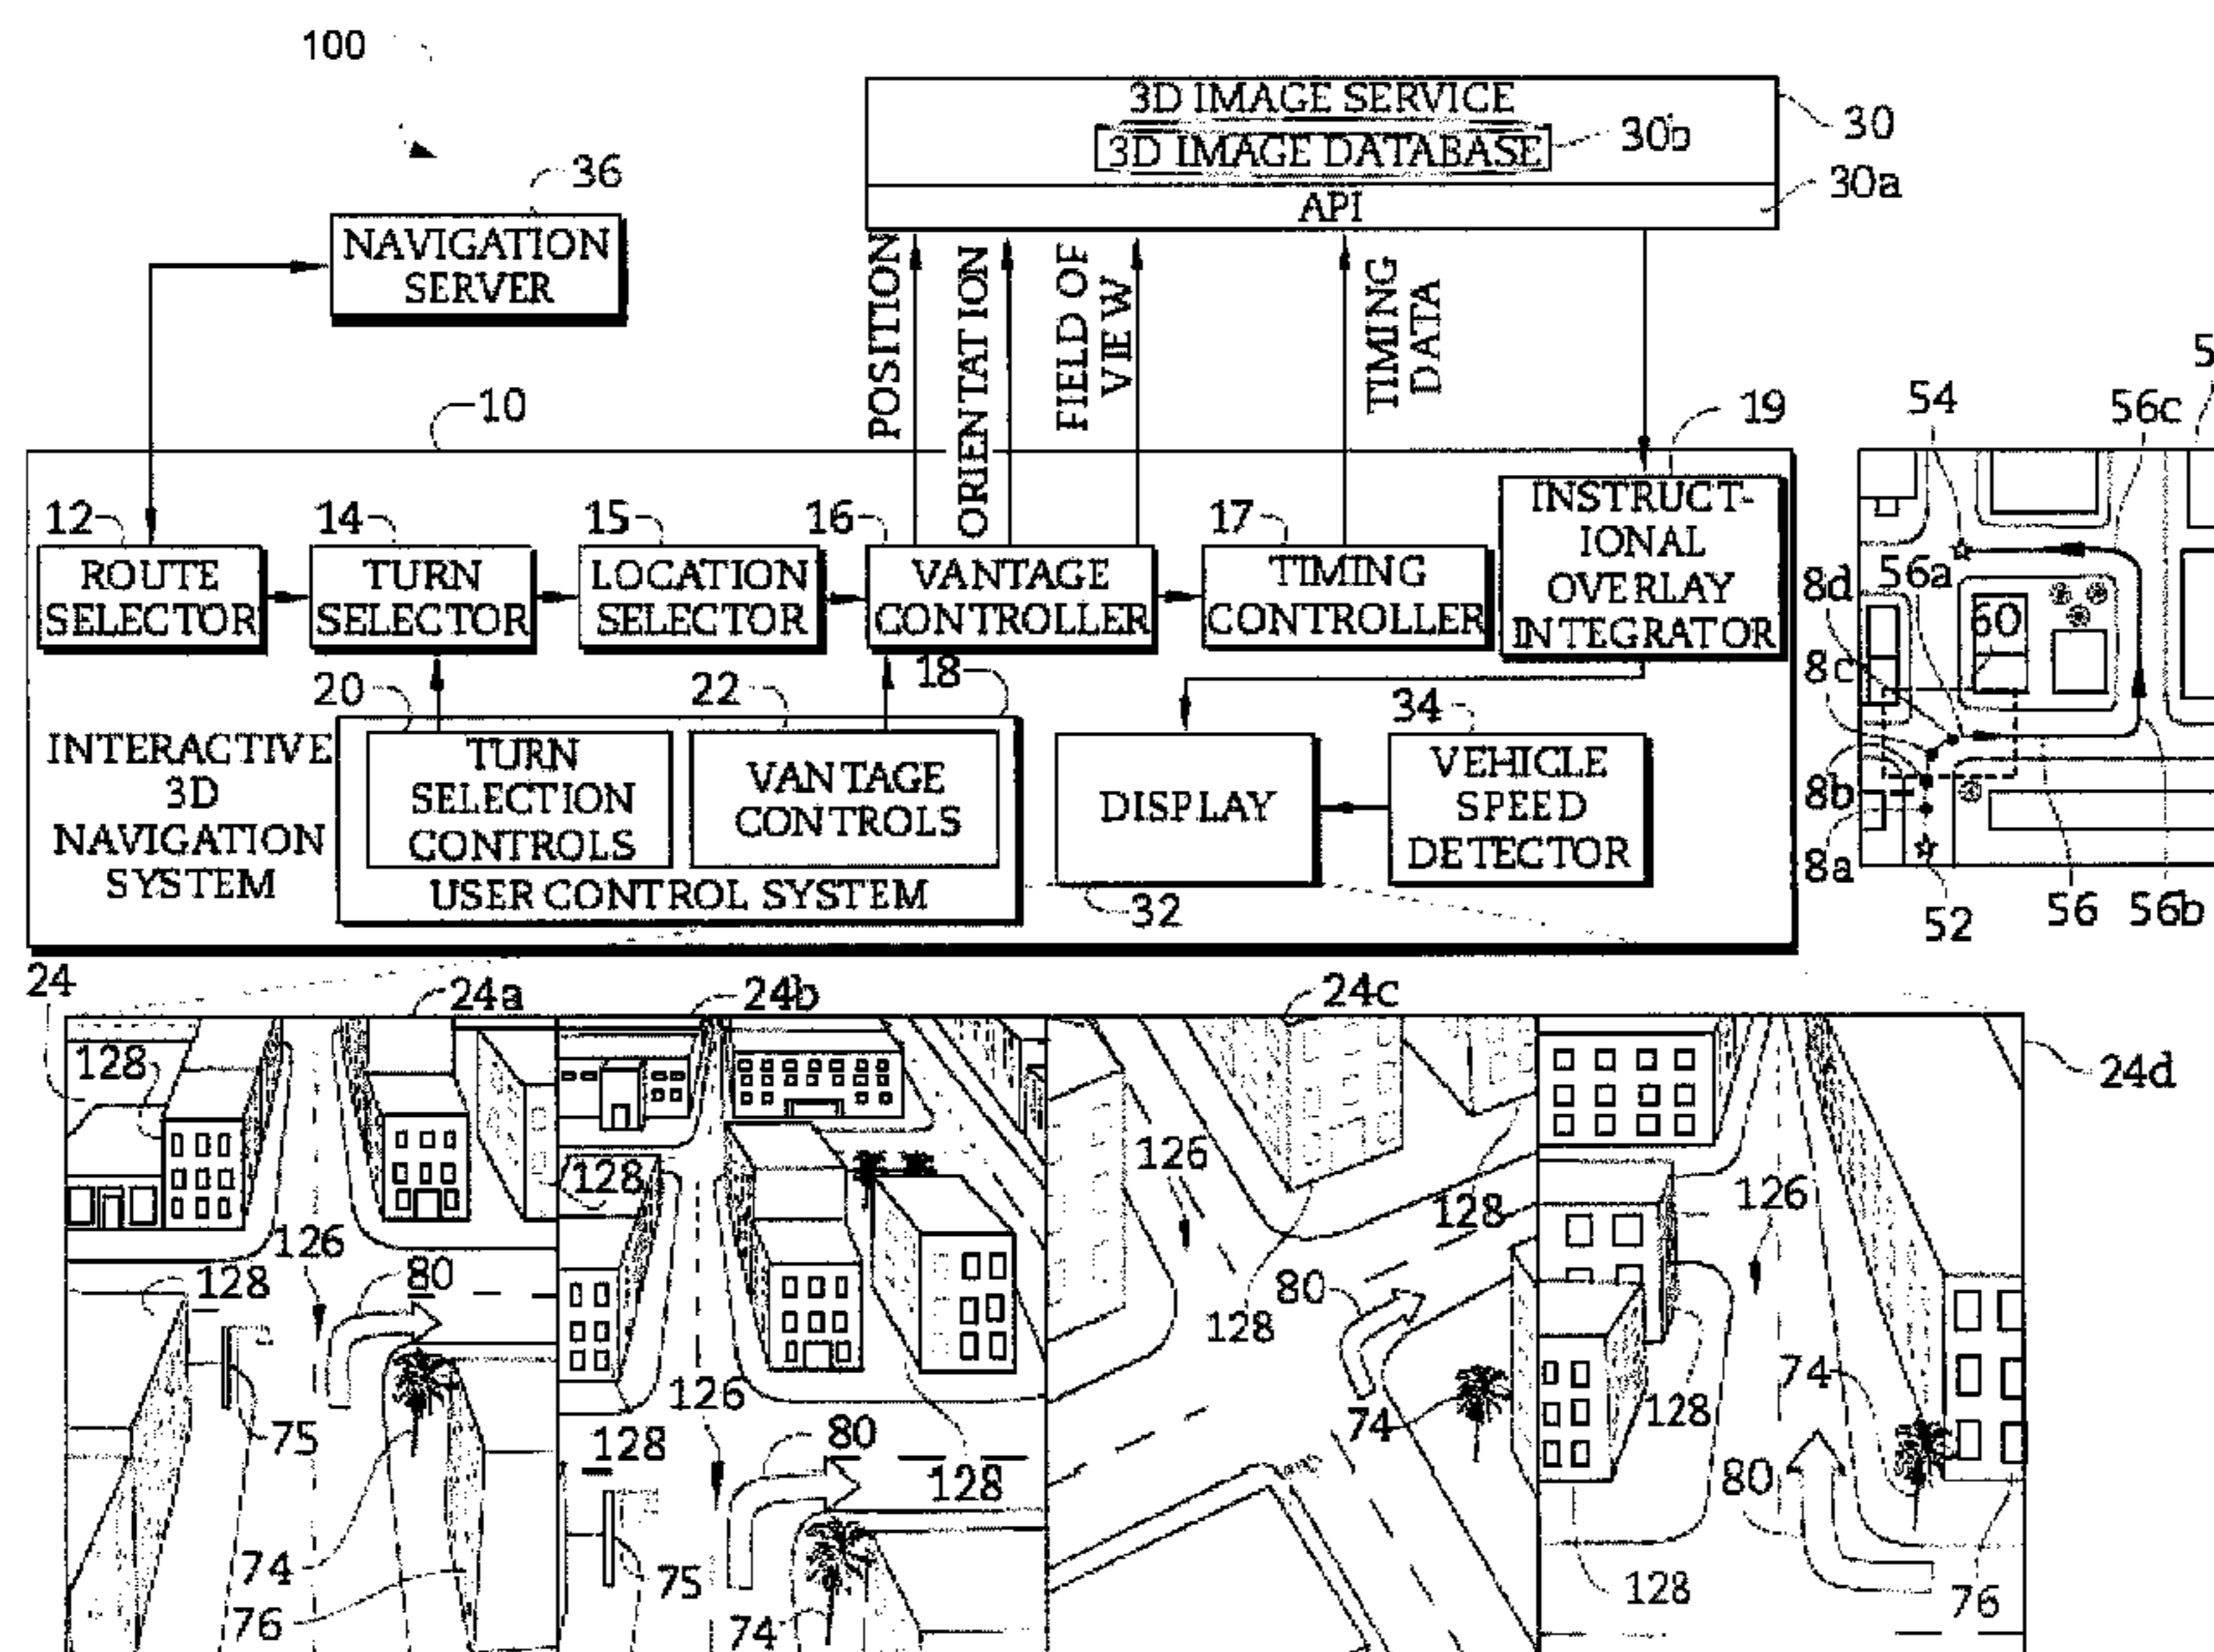 100
3D IMAGE SERVICE
30
3D IMAGE DATABASE
30b
36
30a
API
NAVIGATION
SERVER
POSITION
ORIENTATION
FIELD OF
VIEW
TIMING
DATA
10
19
54
56c
12
14
15
16
17
INSTRUCT-
IONAL
OVERLAY
INTEGRATOR
ROUTE
SELECTOR
TURN
SELECTOR
LOCATION
SELECTOR
VANTAGE
CONTROLLER
TIMING
CONTROLLER
8d
56a
60
8c
20
22
18
34
INTERACTIVE
3D
NAVIGATION
SYSTEM
TURN
SELECTION
CONTROLS
VANTAGE
CONTROLS
USER CONTROL SYSTEM
DISPLAY
VEHICLE
SPEED
DETECTOR
8b
8a
32
52
56
56b
24
24a
24b
24c
128
24d
126
128
128
126
126
80
128
80
128
74
126
128
75
128
80
74
80
128
74
75
76
74
128
76